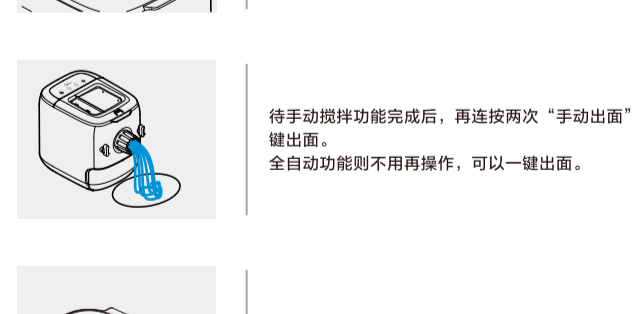 待手动搅拌功能完成后，再连按两次“手动出面”
键出面。
全自动功能则不用再操作，可以一键出面。